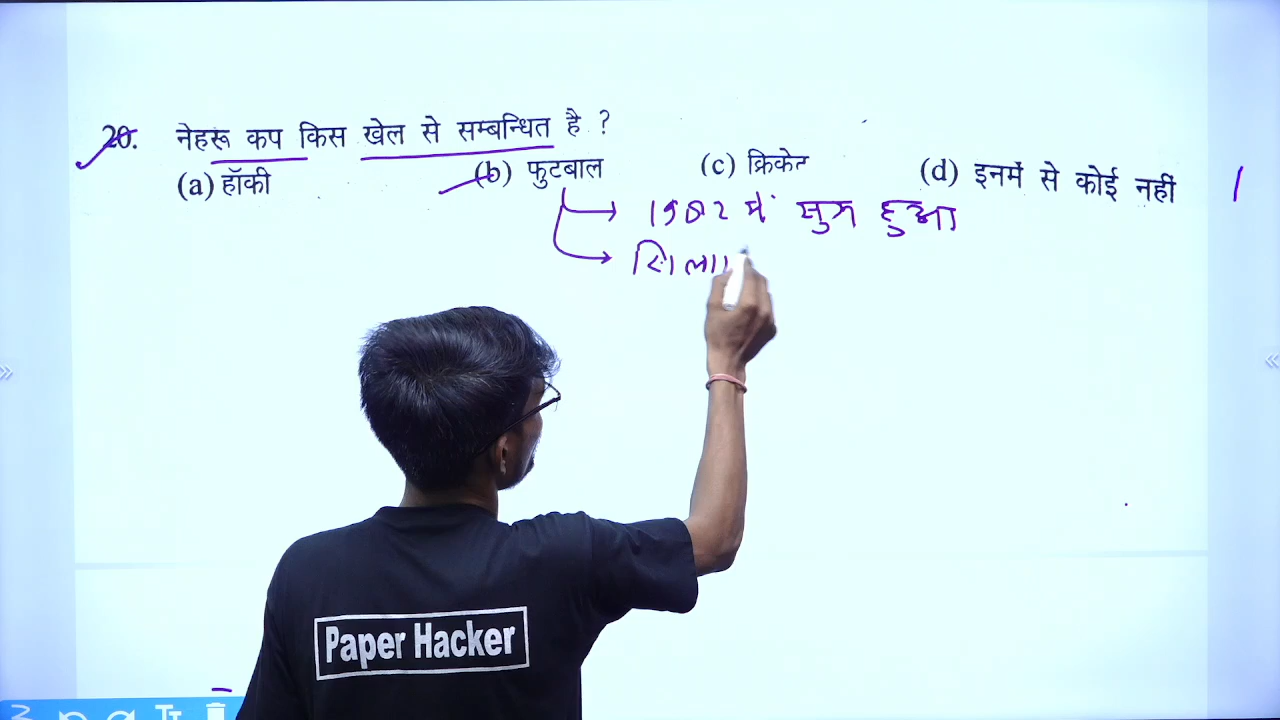 20. नेहरू कप किस खेल से सम्बन्धित है ?
(a) हॉकी (b) फुटबाल (c) क्रिकेट (d) इनमें से कोई नहीं
1982 में सुरु हुआ
Paper Hacker